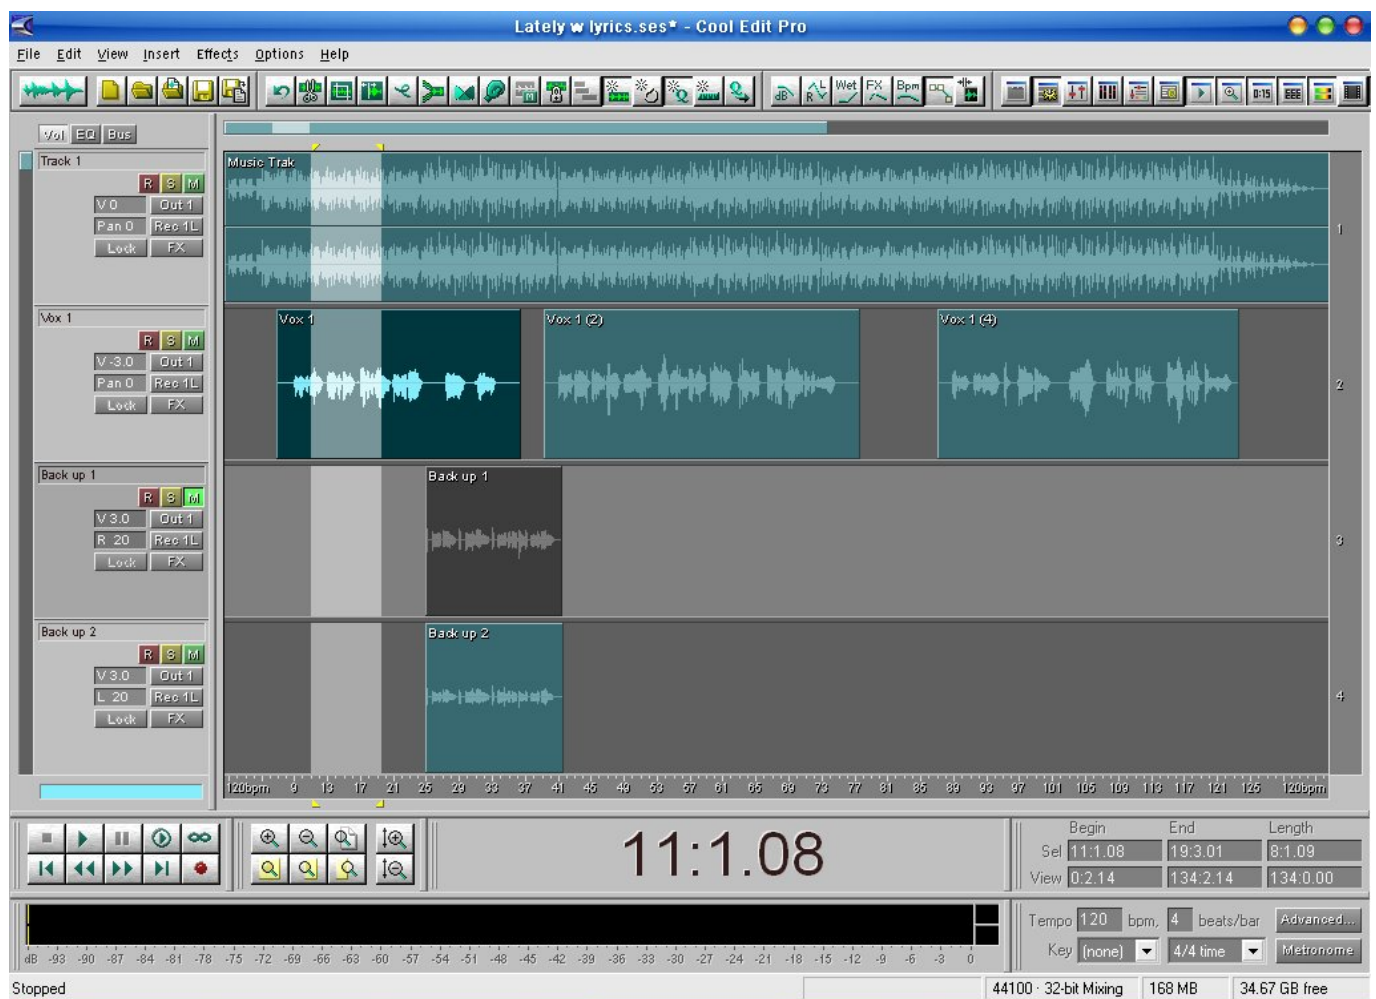 Lately w lyrics.ses* - Cool Edit Pro
File Edit View Insert Effects Options Help
dB R L Wet FX Bpm 0:15
Vol EQ Bus
Track 1
R S M
V 0 Out 1
Pan 0 Rec 1L
Lock FX
Music Trak
1
Vox 1
R S M
V -3.0 Out 1
Pan 0 Rec 1L
Lock FX
Vox 1 Vox 1 (2) Vox 1 (4)
2
Back up 1
R S M
V 3.0 Out 1
R 20 Rec 1L
Lock FX
Back up 1
3
Back up 2
R S M
V 3.0 Out 1
L 20 Rec 1L
Lock FX
Back up 2
4
120bpm 9 13 17 21 25 29 33 37 41 45 49 53 57 61 65 69 73 77 81 85 89 93 97 101 105 109 113 117 121 125 120bpm
11:1.08
Begin End Length
Sel 11:1.08 19:3.01 8:1.09
View 0:2.14 134:2.14 134:0.00
Tempo 120 bpm, 4 beats/bar Advanced...
Key (none) 4/4 time Metronome
dB -93 -90 -87 -84 -81 -78 -75 -72 -69 -66 -63 -60 -57 -54 -51 -48 -45 -42 -39 -36 -33 -30 -27 -24 -21 -18 -15 -12 -9 -6 -3 0
Stopped 44100 · 32-bit Mixing 168 MB 34.67 GB free